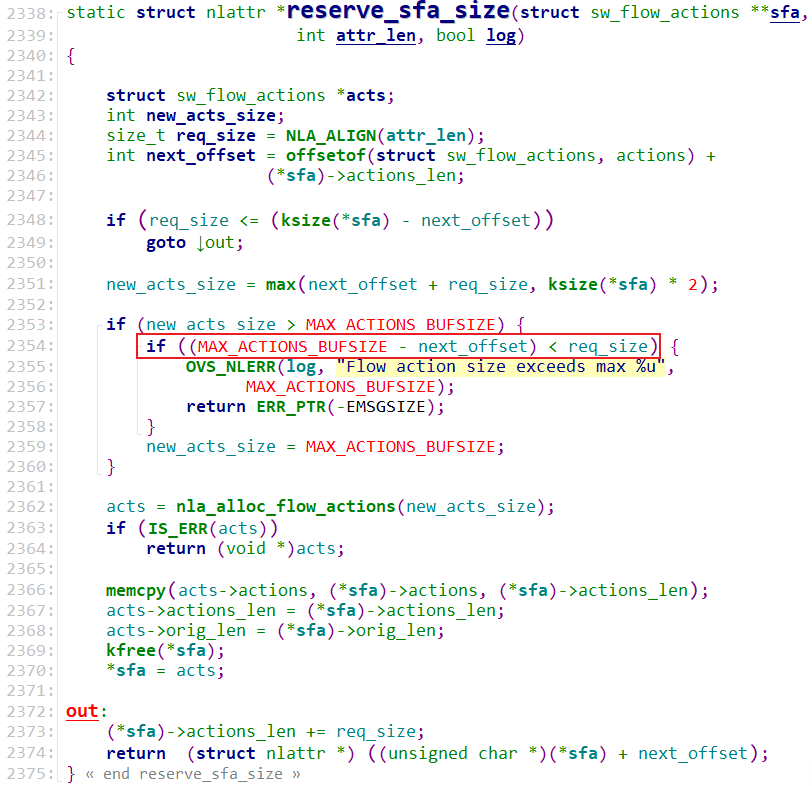 2338: static struct nlattr *reserve_sfa_size(struct sw_flow_actions **sfa,
2339: int attr_len, bool log)
2340: {
2341:
2342: struct sw_flow_actions *acts;
2343: int new_acts_size;
2344: size_t req_size = NLA_ALIGN(attr_len);
2345: int next_offset = offsetof(struct sw_flow_actions, actions) +
2346: (*sfa)->actions_len;
2347:
2348: if (req_size <= (ksize(*sfa) - next_offset))
2349: goto ↓out;
2350:
2351: new_acts_size = max(next_offset + req_size, ksize(*sfa) * 2);
2352:
2353: if (new_acts_size > MAX_ACTIONS_BUFSIZE) {
2354: if ((MAX_ACTIONS_BUFSIZE - next_offset) < req_size) {
2355: OVS_NLERR(log, "Flow action size exceeds max %u",
2356: MAX_ACTIONS_BUFSIZE);
2357: return ERR_PTR(-EMSGSIZE);
2358: }
2359: new_acts_size = MAX_ACTIONS_BUFSIZE;
2360: }
2361:
2362: acts = nla_alloc_flow_actions(new_acts_size);
2363: if (IS_ERR(acts))
2364: return (void *)acts;
2365:
2366: memcpy(acts->actions, (*sfa)->actions, (*sfa)->actions_len);
2367: acts->actions_len = (*sfa)->actions_len;
2368: acts->orig_len = (*sfa)->orig_len;
2369: kfree(*sfa);
2370: *sfa = acts;
2371:
2372: out:
2373: (*sfa)->actions_len += req_size;
2374: return (struct nlattr *) ((unsigned char *)(*sfa) + next_offset);
2375: } « end reserve_sfa_size »